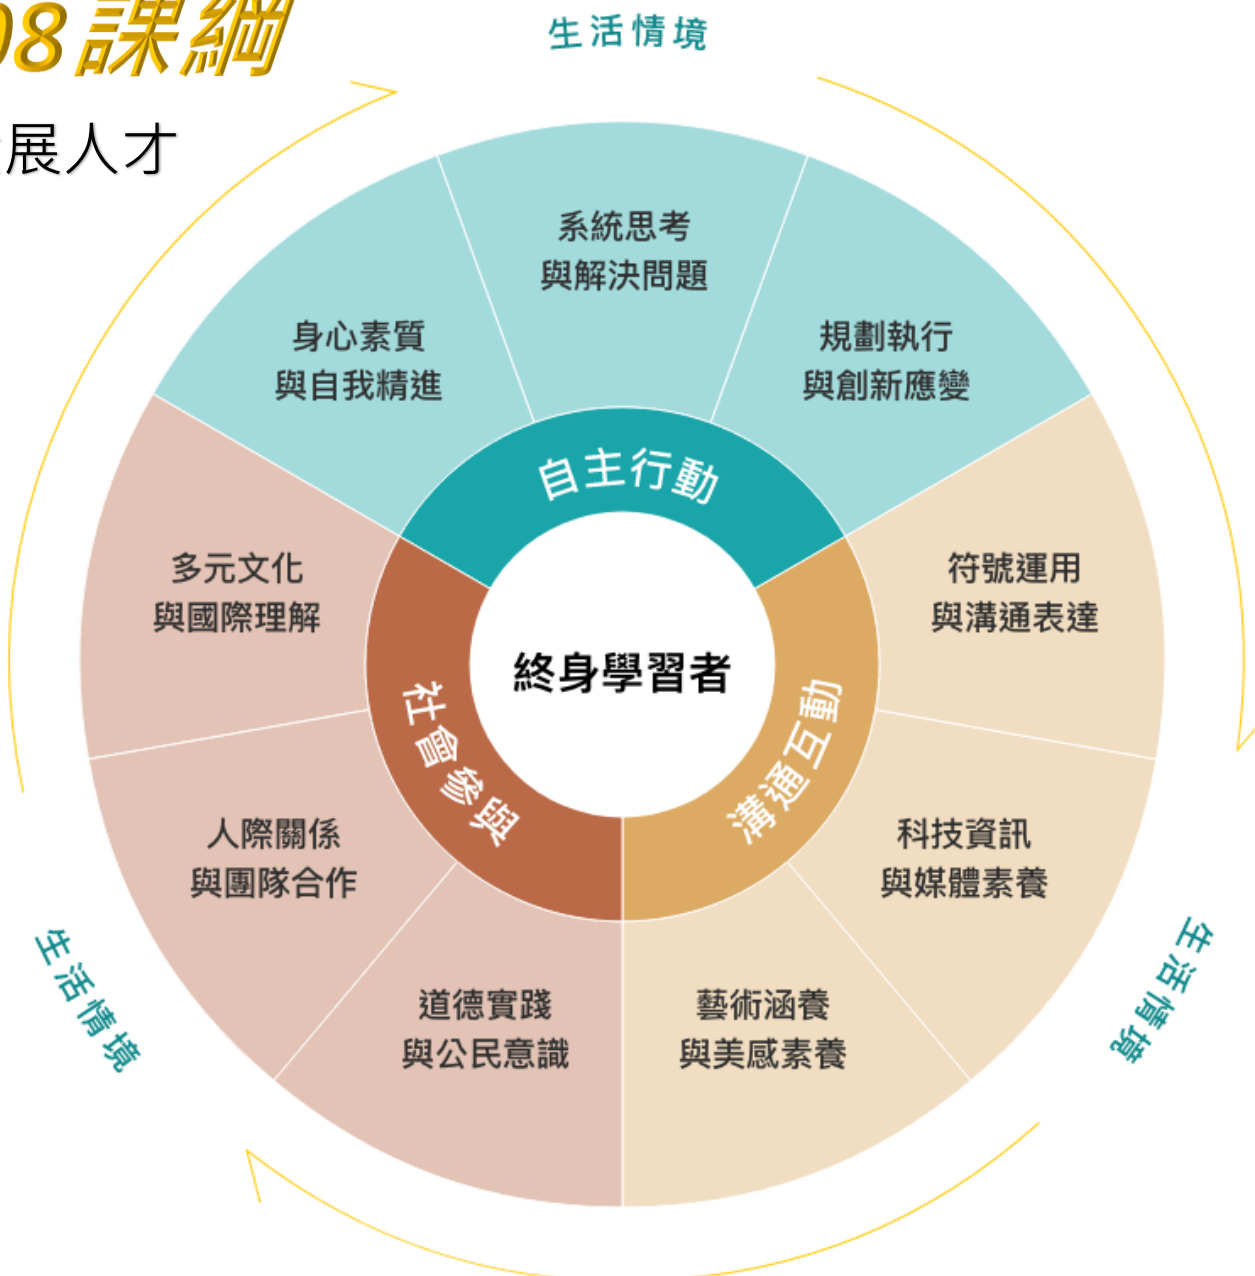 08課綱
展人才
生活情境
系統思考
與解決問題
規劃執行
與創新應變
身心素質
與自我精進
自主行動
符號運用
與溝通表達
多元文化
與國際理解
終身學習者
社會參與
溝通互動
科技資訊
與媒體素養
人際關係
與團隊合作
藝術涵養
與美感素養
道德實踐
與公民意識
生活情境
生活情境